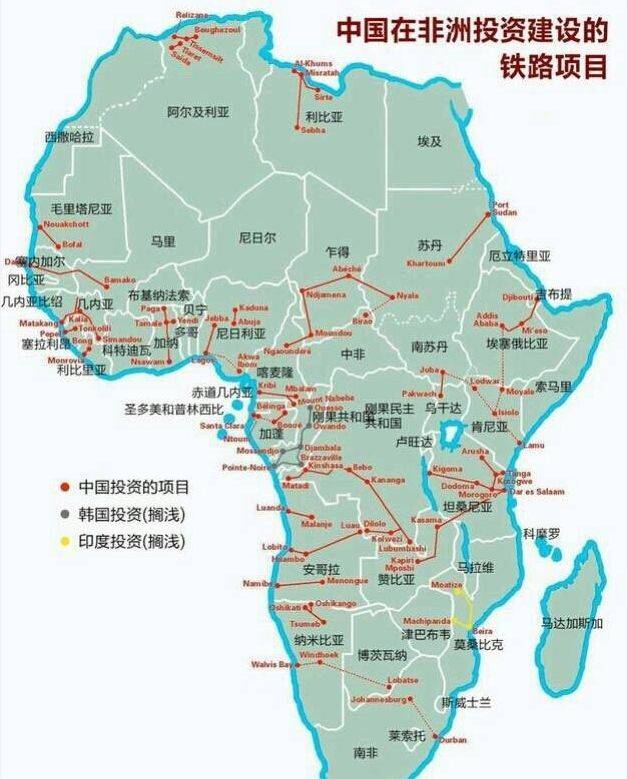 中国在非洲投资建设的
铁路项目
Relizane
Boughezoul
Tissemsilt
Tiaret
Saida
Al-Khums
Misratah
Sirte
Sebha
阿尔及利亚
利比亚
埃及
西撒哈拉
毛里塔尼亚
Nouakchott
Bofal
马里
尼日尔
乍得
苏丹
Port
Sudan
Khartoum
厄立特里亚
塞内加尔
冈比亚
Bamako
几内亚比绍
几内亚
布基纳法索
贝宁
多哥
加纳
Paga
Tamale
Yendi
Nsawam
Matakang
Kalia
Pepel
Tonkolili
Simandou
Bong
Monrovia
塞拉利昂
利比里亚
科特迪瓦
Jebba
Kaduna
Abuja
尼日利亚
Lagos
Akwa
Ibom
Abéché
Ndjamena
Nyala
Birao
Moundou
Ngaoundere
Djibouti
吉布提
Addis
Ababa
Mi'eso
埃塞俄比亚
南苏丹
中非
喀麦隆
赤道几内亚
圣多美和普林西比
Kribi
Mbalam
Mount Nabebe
Belinga
Ouesso
Santa Clara
Booué
Owando
Ntoum
加蓬
刚果共和国
刚果民主
共和国
Juba
Pakwach
乌干达
Lodwar
Moyale
Isiolo
索马里
肯尼亚
Lamu
卢旺达
Mossendjo
Djambala
Brazzaville
Pointe-Noire
Kinshasa
Matadi
Bebo
Kananga
Arusha
Kigoma
Tanga
Korogwe
Dodoma
Morogoro
Dar es Salaam
坦桑尼亚
中国投资的项目
韩国投资(搁浅)
印度投资(搁浅)
Luanda
Malanje
Luau
Dilolo
Kolwezi
Lubumbashi
Kasama
Kapiri
Mposhi
Lobito
Huambo
安哥拉
赞比亚
马拉维
科摩罗
Namibe
Menongue
Moatize
Oshikati
Oshikango
Tsumeb
Machipanda
Beira
津巴布韦
莫桑比克
马达加斯加
纳米比亚
Windhoek
Walvis Bay
博茨瓦纳
Lobatse
Johannesburg
斯威士兰
莱索托
Durban
南非